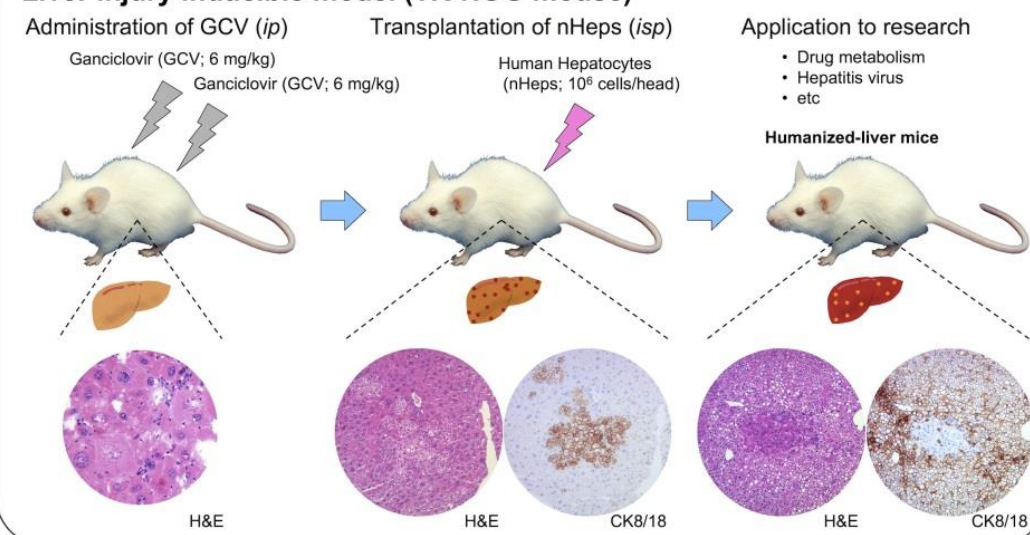 Administration of GCV (ip)
Ganciclovir (GCV; 6 mg/kg)
Ganciclovir (GCV; 6 mg/kg)
H&E
Transplantation of nHeps (isp)
Human Hepatocytes
(nHeps; 10⁶ cells/head)
H&E
CK8/18
Application to research
• Drug metabolism
• Hepatitis virus
• etc
Humanized-liver mice
H&E
CK8/18